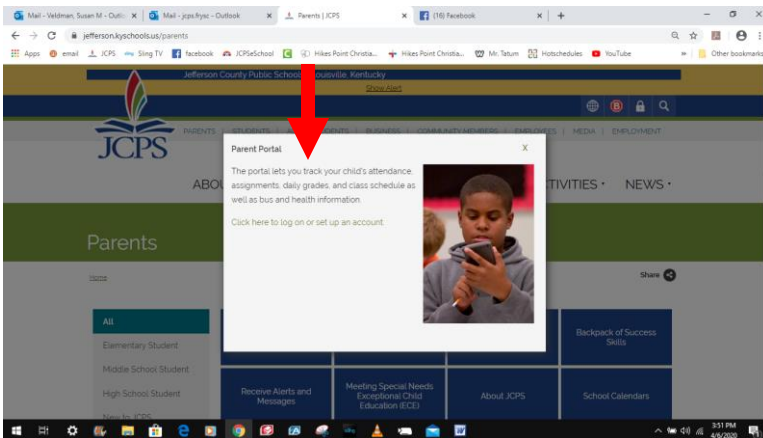 Mail - Veldman, Susan M - Outlo
Mail - jcps.frysc - Outlook
Parents | JCPS
(16) Facebook
jefferson.kyschools.us/parents
Apps
email
JCPS
Sling TV
facebook
JCPSeSchool
Hikes Point Christia...
Hikes Point Christia...
Mr. Tatum
Hotschedules
YouTube
Other bookmarks
Jefferson County Public Schools
Louisville, Kentucky
Show Alert
JCPS
PARENTS | STUDENTS
BUSINESS | COMMUNITY MEMBERS | EMPLOYEES | MEDIA | EMPLOYMENT
NEWS
Parents
Home
Share
Parent Portal X
The portal lets you track your child's attendance,
assignments, daily grades, and class schedule as
well as bus and health information.
Click here to log on or set up an account.
All
Elementary Student
Middle School Student
High School Student
New to JCPS
Backpack of Success
Skills
Receive Alerts and
Messages
Meeting Special Needs
Exceptional Child
Education (ECE)
About JCPS
School Calendars
3:51 PM
4/6/2020